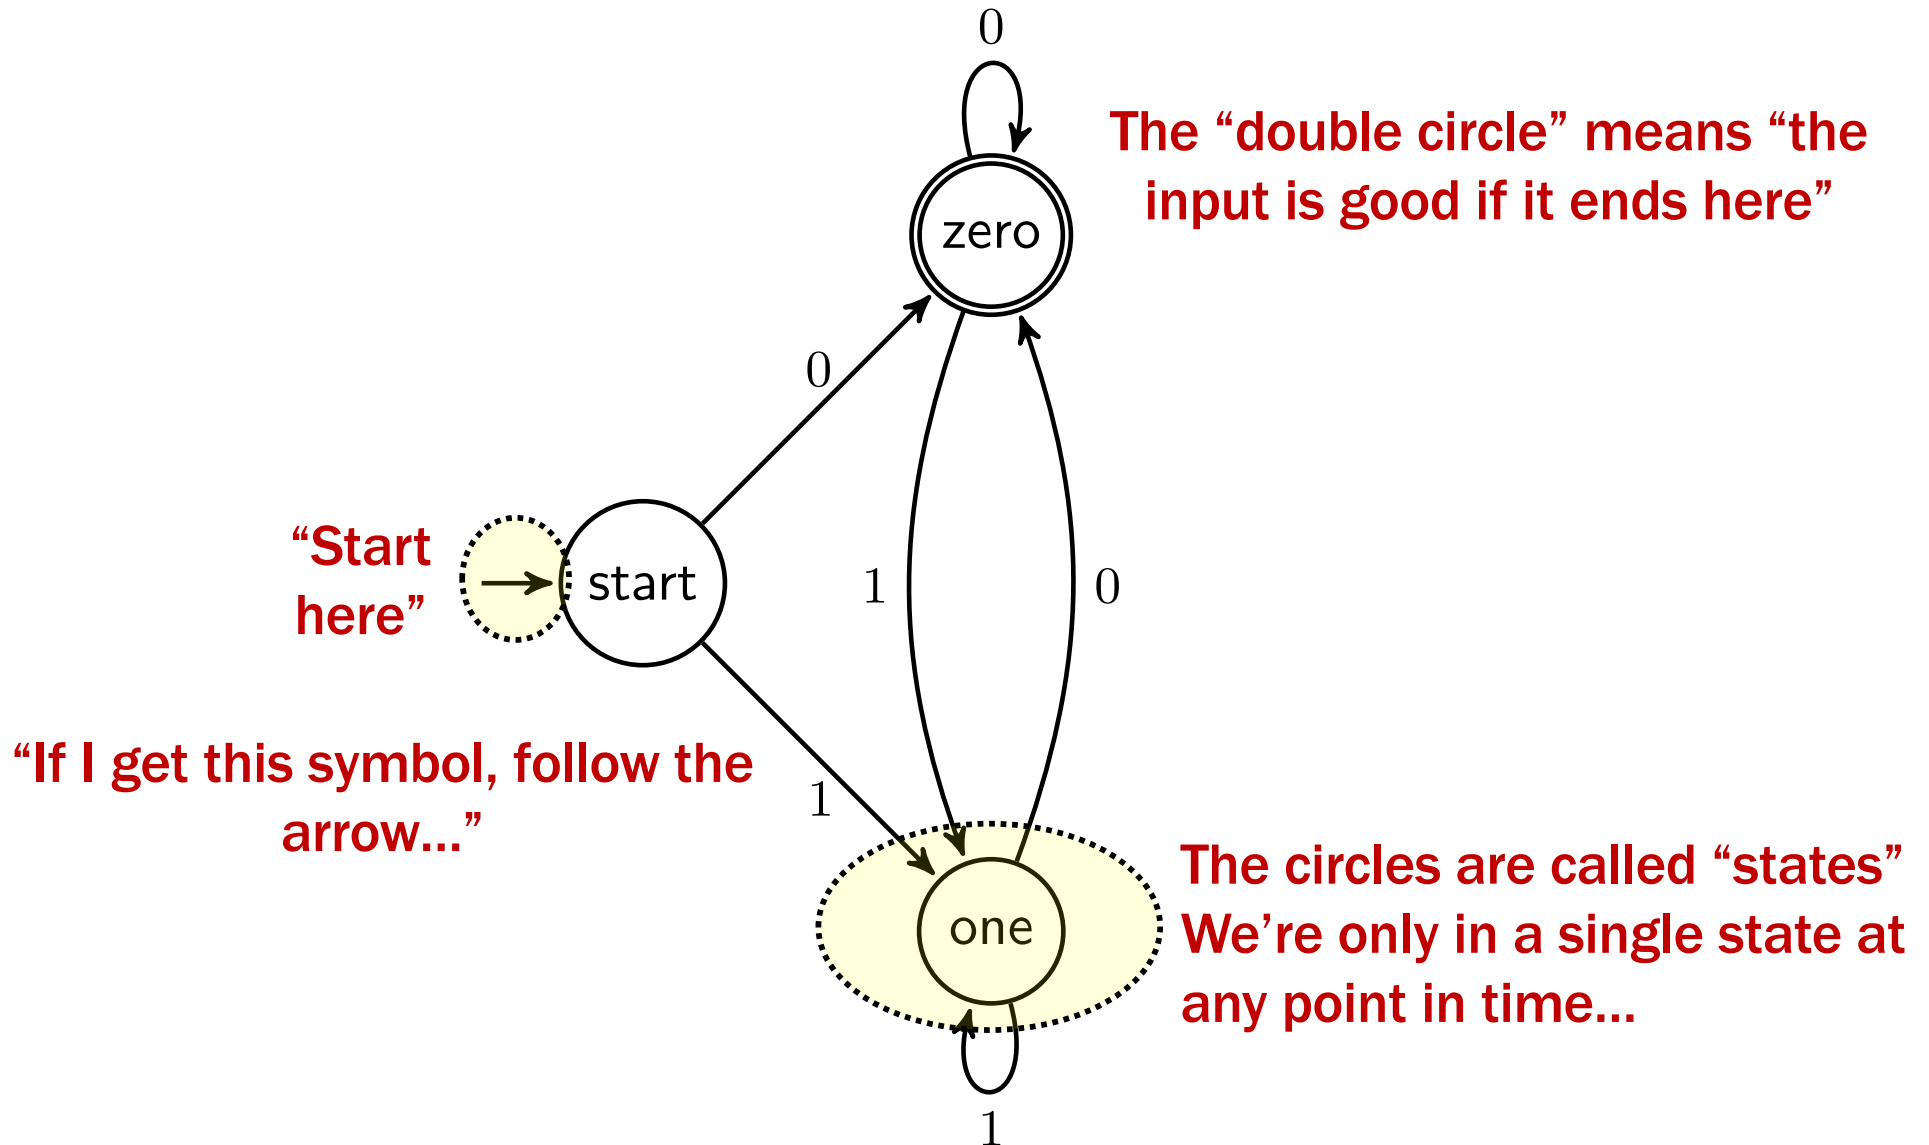 0
The “double circle” means “the
input is good if it ends here”
zero
0
“Start
here”
start
1
0
“If I get this symbol, follow the
arrow…”
1
The circles are called “states”
We’re only in a single state at
any point in time…
one
1